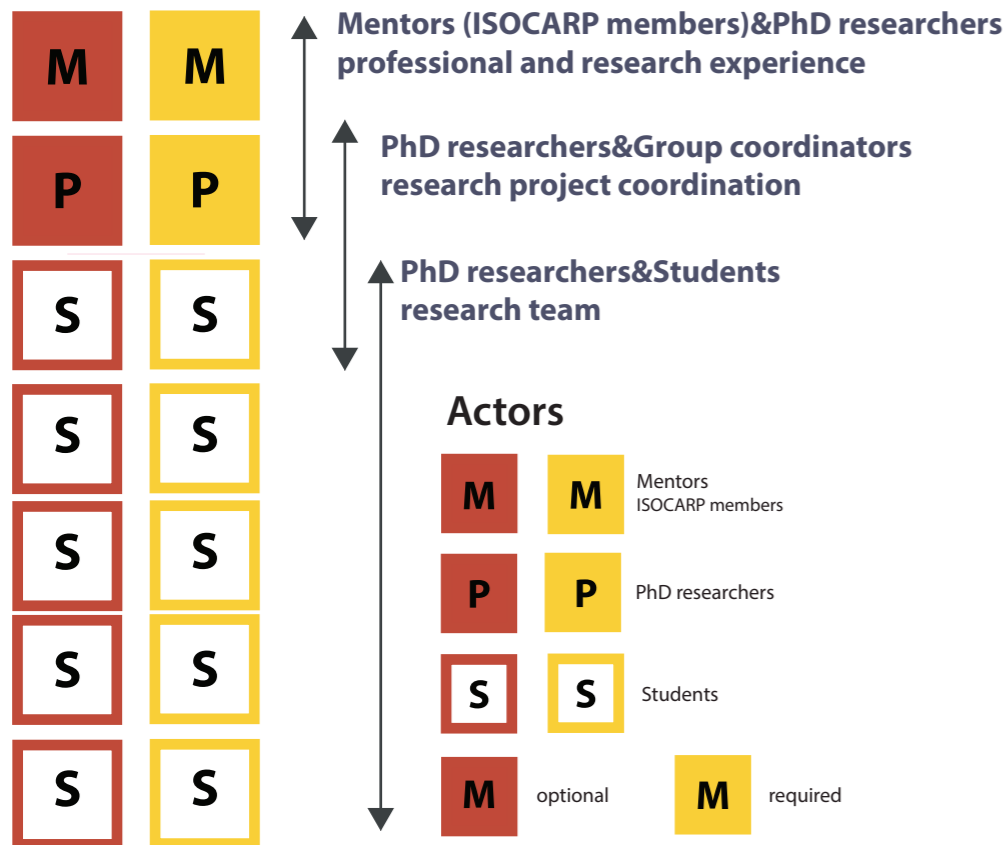 M M
Mentors (ISOCARP members)&PhD researchers
professional and research experience
P P
PhD researchers&Group coordinators
research project coordination
S S
PhD researchers&Students
research team
S S
S S
S S
S S
Actors
M M Mentors
ISOCARP members
P P PhD researchers
S S Students
M optional M required